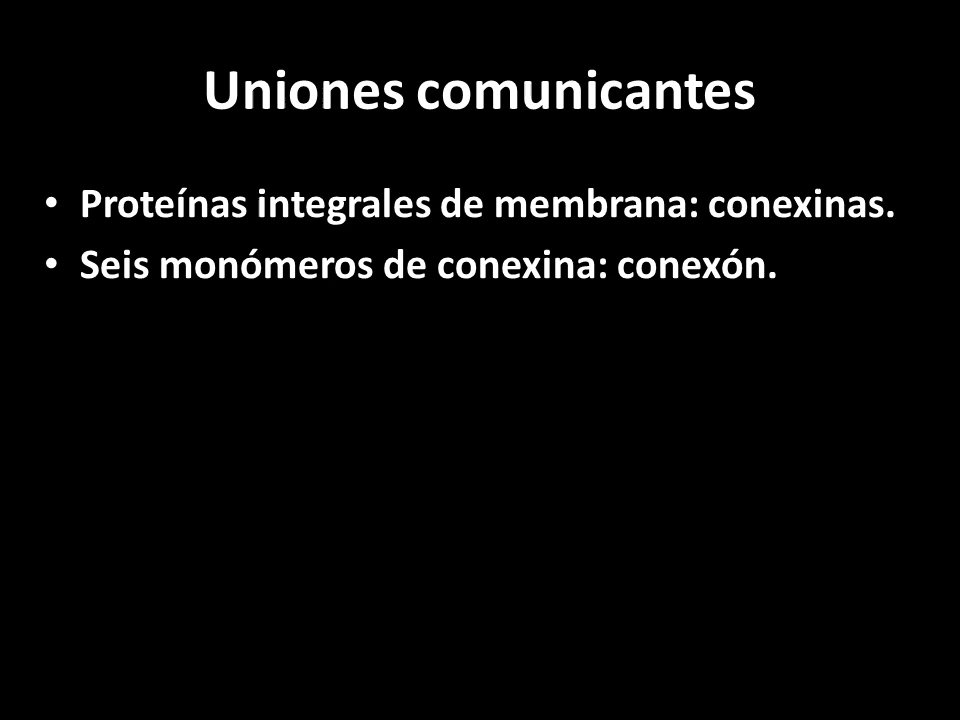 Uniones comunicantes
• Proteínas integrales de membrana: conexinas.
• Seis monómeros de conexina: conexón.